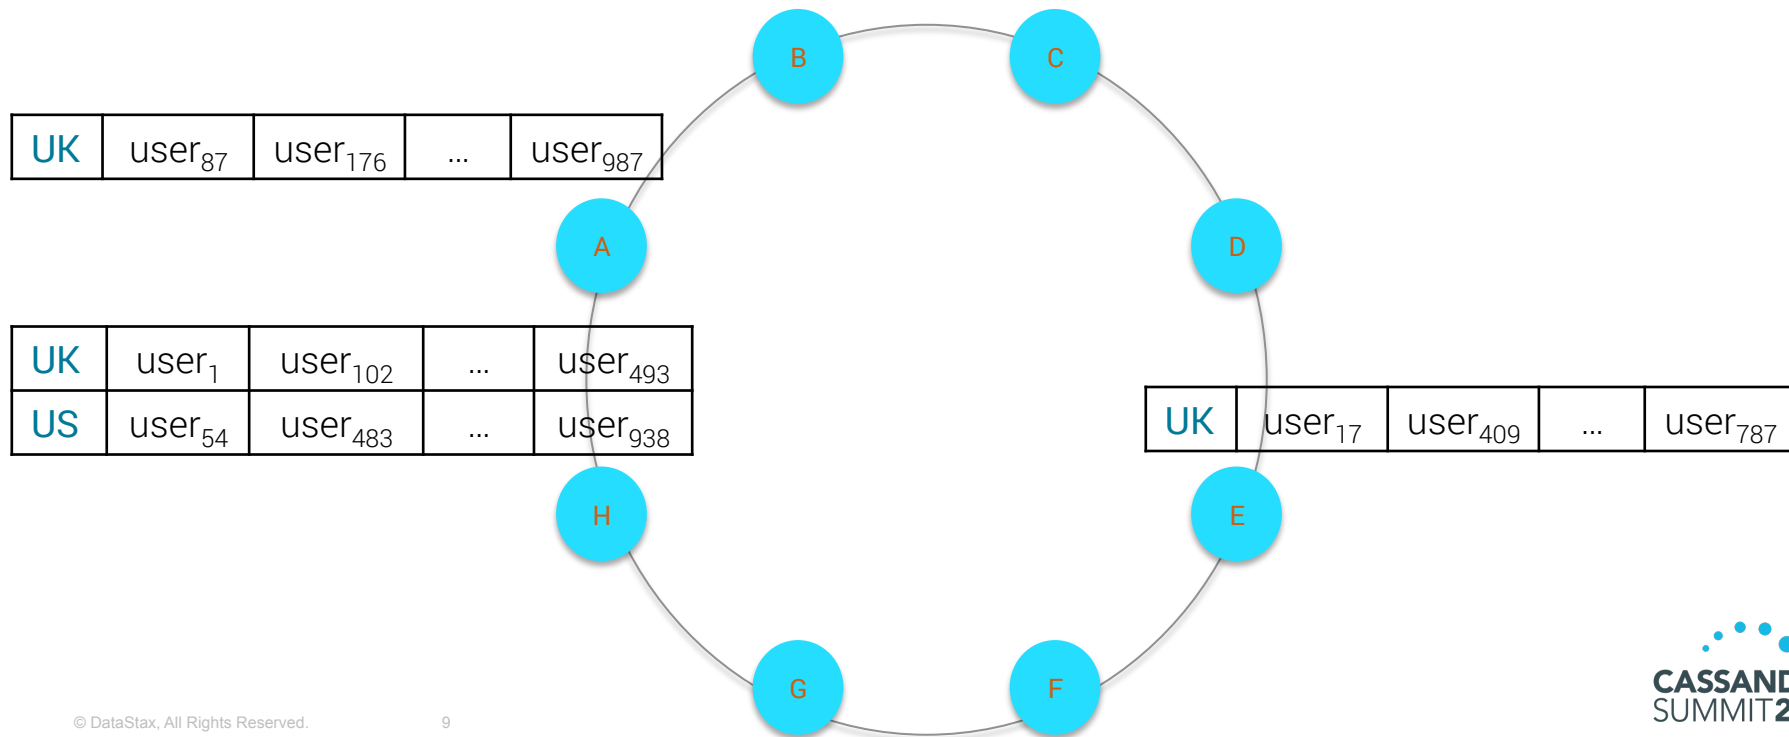 B
C
UK user87 user176 ... user987
A
D
UK user1 user102 ... user493
US user54 user483 ... user938
UK user17 user409 ... user787
H
E
G
F
CASSAND
SUMMIT2
© DataStax, All Rights Reserved. 9